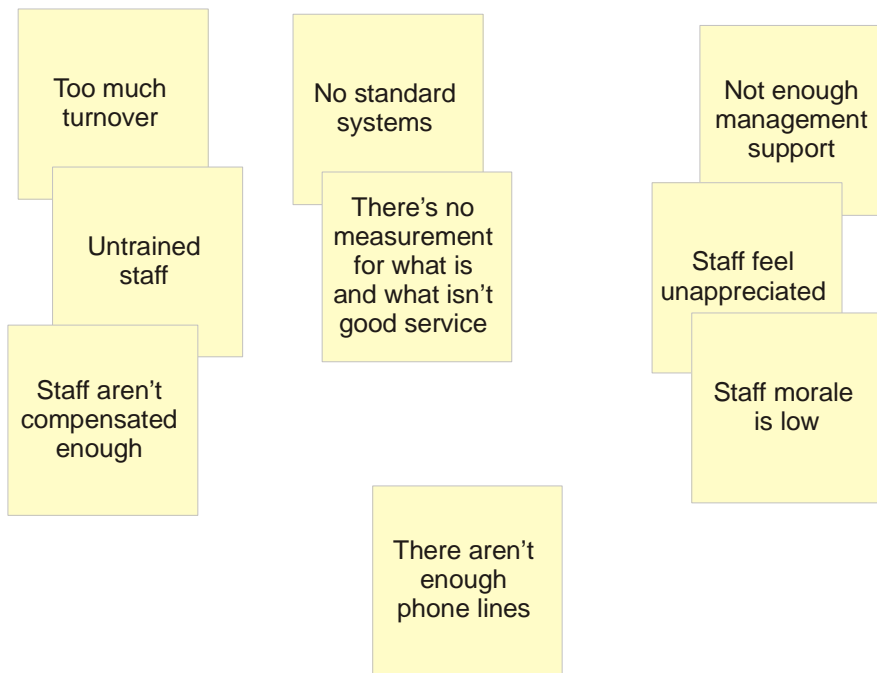 Too much
turnover
Untrained
staff
Staff aren’t
compensated
enough
No standard
systems
There’s no
measurement
for what is
and what isn’t
good service
There aren’t
enough
phone lines
Not enough
management
support
Staff feel
unappreciated
Staff morale
is low